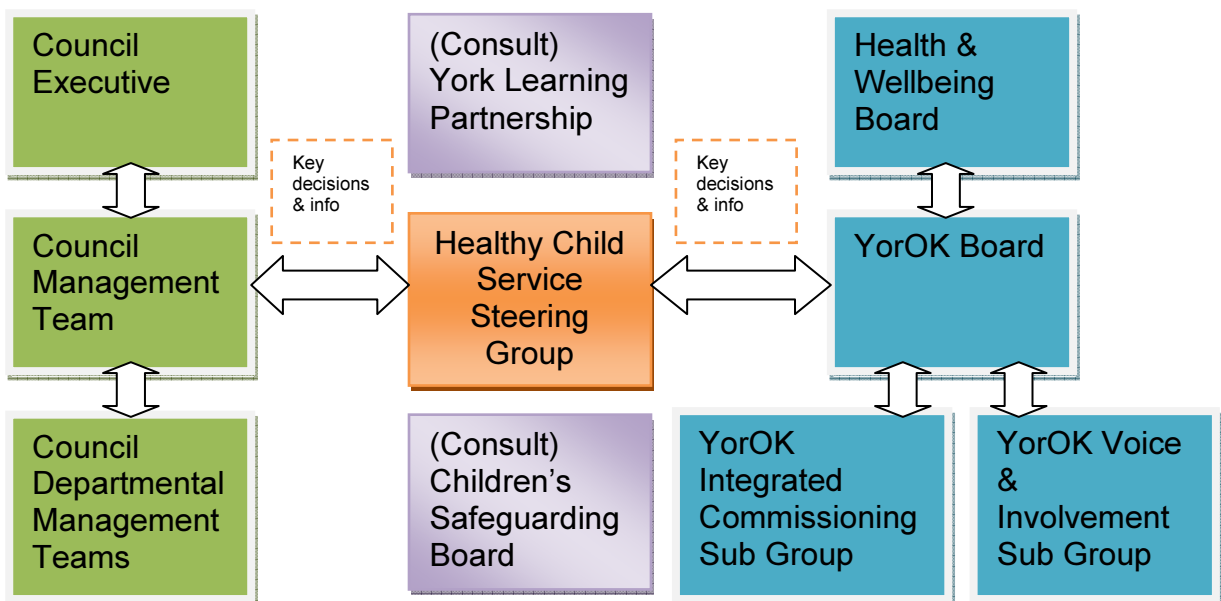 Council
Executive
(Consult)
York Learning
Partnership
Health &
Wellbeing
Board
Key
decisions
& info
Key
decisions
& info
Council
Management
Team
Healthy Child
Service
Steering
Group
YorOK Board
Council
Departmental
Management
Teams
(Consult)
Children’s
Safeguarding
Board
YorOK
Integrated
Commissioning
Sub Group
YorOK Voice
&
Involvement
Sub Group